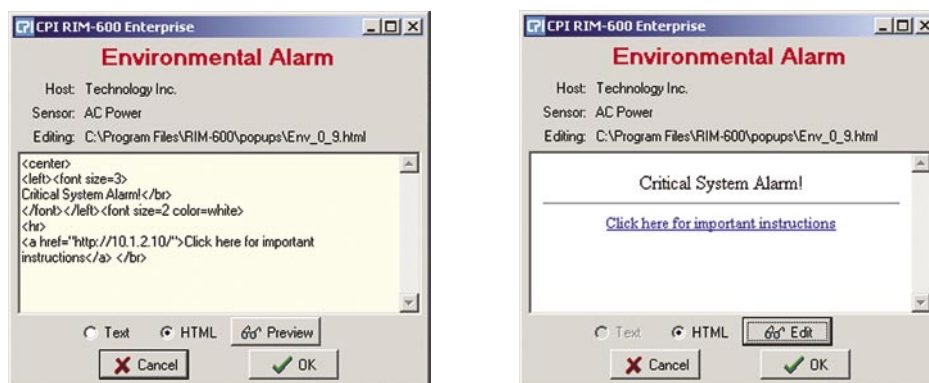 CPI CPI RIM-600 Enterprise
Environmental Alarm
Host: Technology Inc.
Sensor: AC Power
Editing: C:\Program Files\RIM-600\popups\Env_0_9.html
<center>
<left><font size=3>
Critical System Alarm!</br>
</font></left><font size=2 color=white>
<hr>
<a href="http://10.1.2.10/">Click here for important
instructions</a> </br>
Text HTML Preview
Cancel OK
CPI CPI RIM-600 Enterprise
Environmental Alarm
Host: Technology Inc.
Sensor: AC Power
Editing: C:\Program Files\RIM-600\popups\Env_0_9.html
Critical System Alarm!
Click here for important instructions
Text HTML Edit
Cancel OK